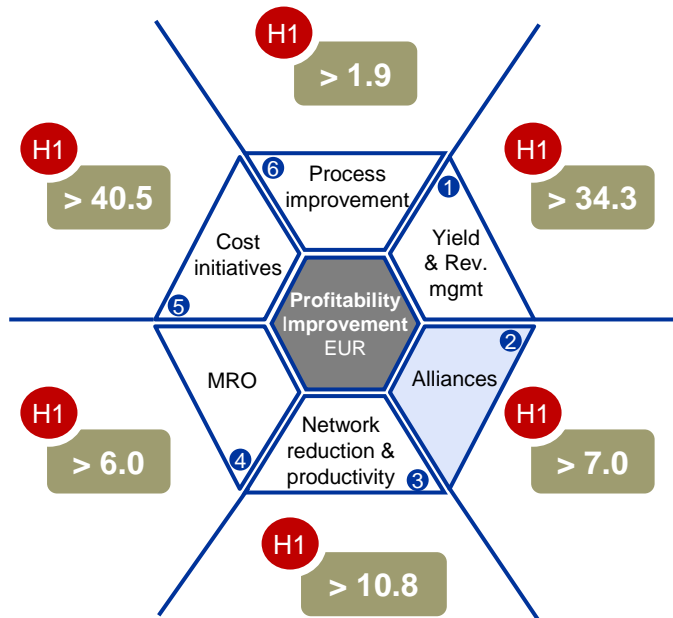 H1
> 1.9
H1
> 40.5
H1
> 34.3
6
Process
improvement
1
Yield
& Rev.
mgmt
Cost
initiatives
5
Profitability
Improvement
EUR
2
Alliances
MRO
4
Network
reduction &
productivity
3
H1
> 6.0
H1
> 7.0
H1
> 10.8